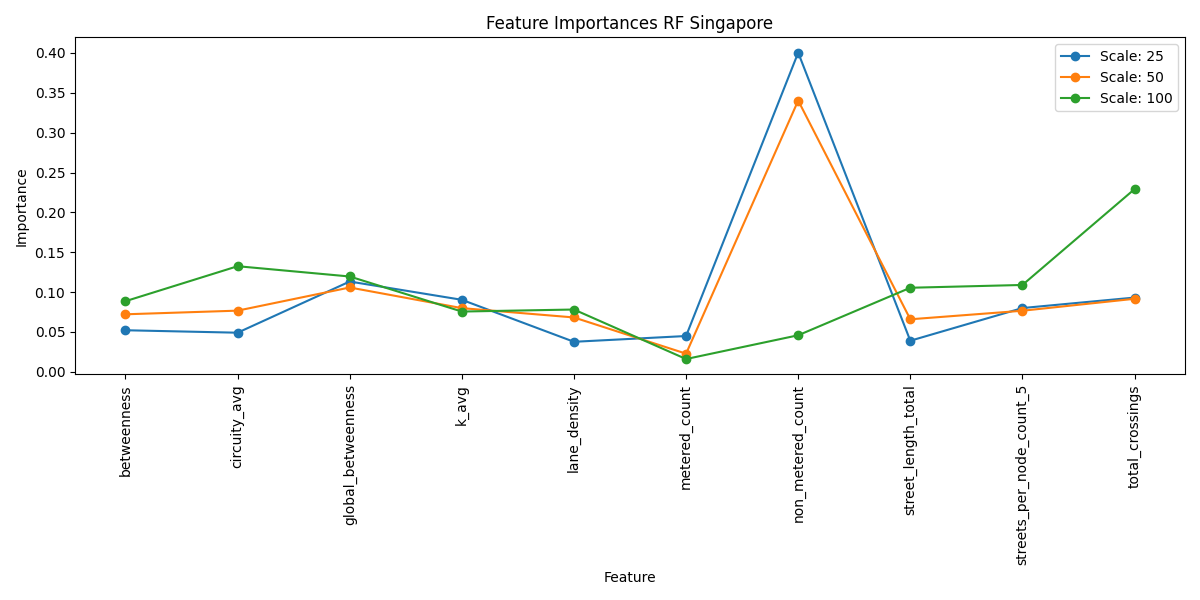 Feature Importances RF Singapore
Importance
0.40
0.35
0.30
0.25
0.20
0.15
0.10
0.05
0.00
Scale: 25
Scale: 50
Scale: 100
betweenness
circuity_avg
global_betweenness
k_avg
lane_density
metered_count
non_metered_count
street_length_total
streets_per_node_count_5
total_crossings
Feature